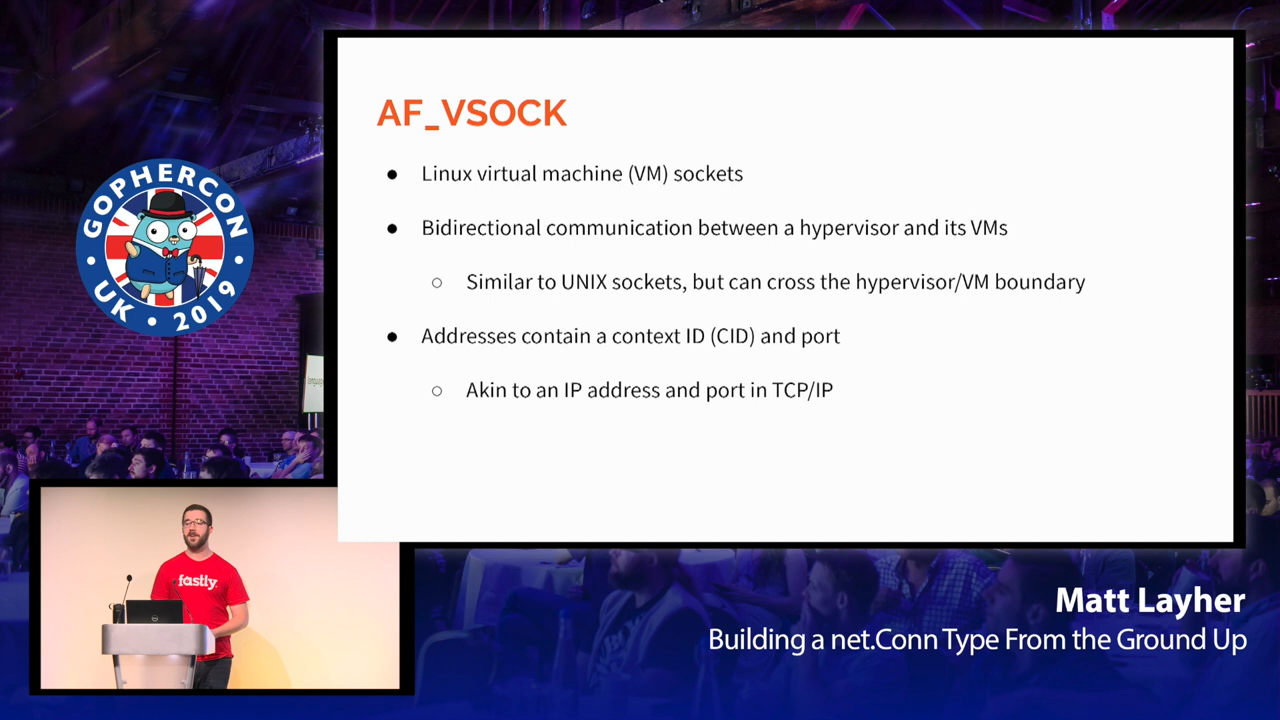 AF_VSOCK
● Linux virtual machine (VM) sockets
● Bidirectional communication between a hypervisor and its VMs
○ Similar to UNIX sockets, but can cross the hypervisor/VM boundary
● Addresses contain a context ID (CID) and port
○ Akin to an IP address and port in TCP/IP
GOPHERCON
UK • 2019
fastly.
Matt Layher
Building a net.Conn Type From the Ground Up